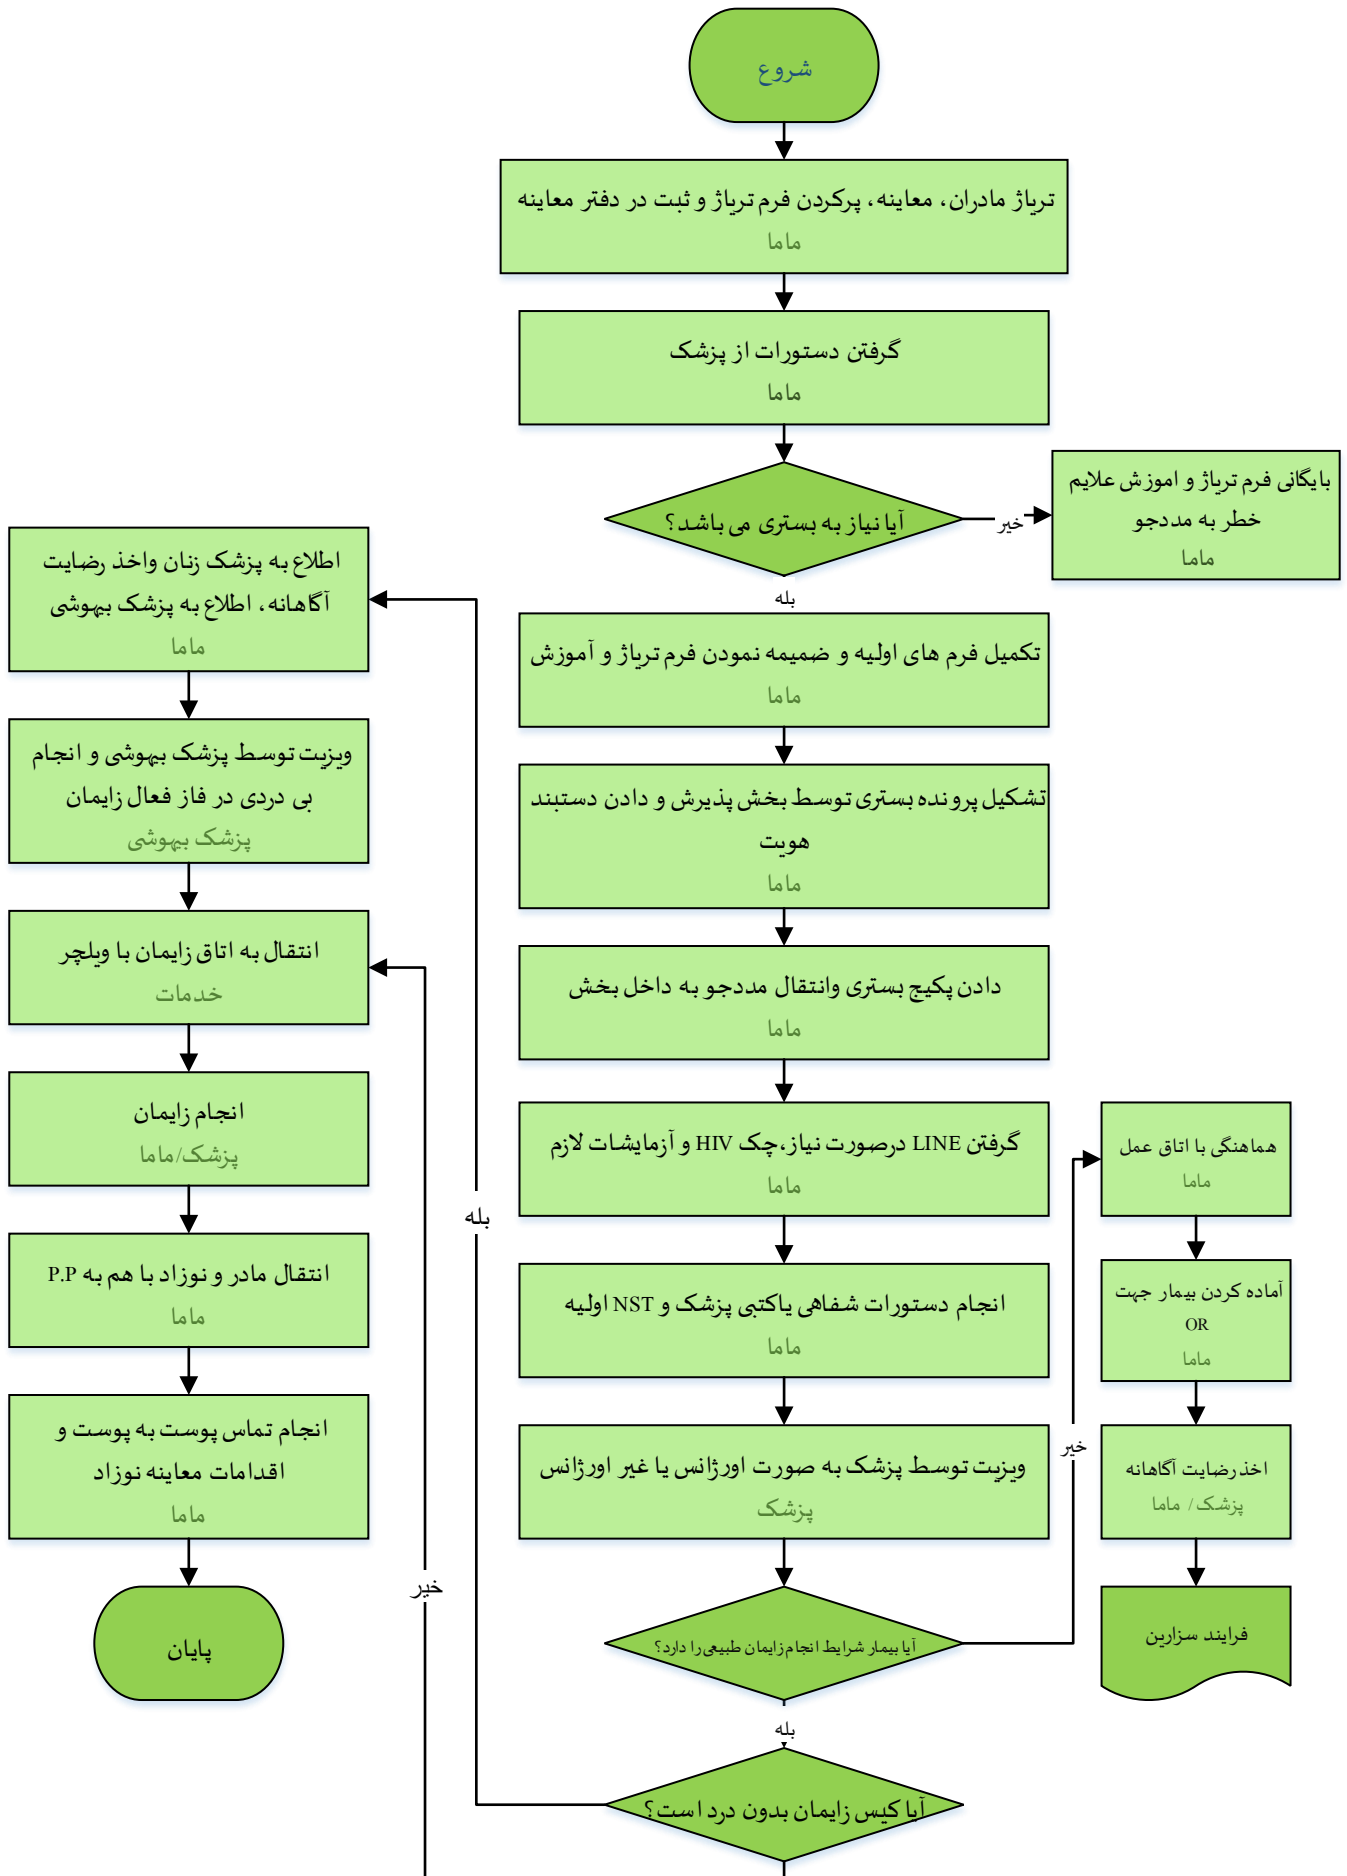 شروع
تریاژ مادران، معاینه، پرکردن فرم تریاژ و ثبت در دفتر معاینه
ماما
گرفتن دستورات از پزشک
ماما
آیا نیاز به بستری می باشد؟
خیر
بایگانی فرم تریاژ و اموزش علایم
خطر به مددجو
ماما
بله
تکمیل فرم های اولیه و ضمیمه نمودن فرم تریاژ و آموزش
ماما
تشکیل پرونده بستری توسط بخش پذیرش و دادن دستبند
هویت
ماما
دادن پکیج بستری وانتقال مددجو به داخل بخش
ماما
گرفتن LINE درصورت نیاز،چک HIV و آزمایشات لازم
ماما
انجام دستورات شفاهی یاکتبی پزشک و NST اولیه
ماما
ویزیت توسط پزشک به صورت اورژانس یا غیر اورژانس
پزشک
آیا بیمار شرایط انجام زایمان طبیعی را دارد؟
خیر
هماهنگی با اتاق عمل
ماما
آماده کردن بیمار جهت
OR
ماما
اخذ رضایت آگاهانه
پزشک/ ماما
فرایند سزارین
بله
آیا کیس زایمان بدون درد است؟
بله
خیر
اطلاع به پزشک زنان واخذ رضایت
آگاهانه، اطلاع به پزشک بیهوشی
ماما
ویزیت توسط پزشک بیهوشی و انجام
بی دردی در فاز فعال زایمان
پزشک بیهوشی
انتقال به اتاق زایمان با ویلچر
خدمات
انجام زایمان
پزشک/ماما
انتقال مادر و نوزاد با هم به P.P
ماما
انجام تماس پوست به پوست و
اقدامات معاینه نوزاد
ماما
پایان